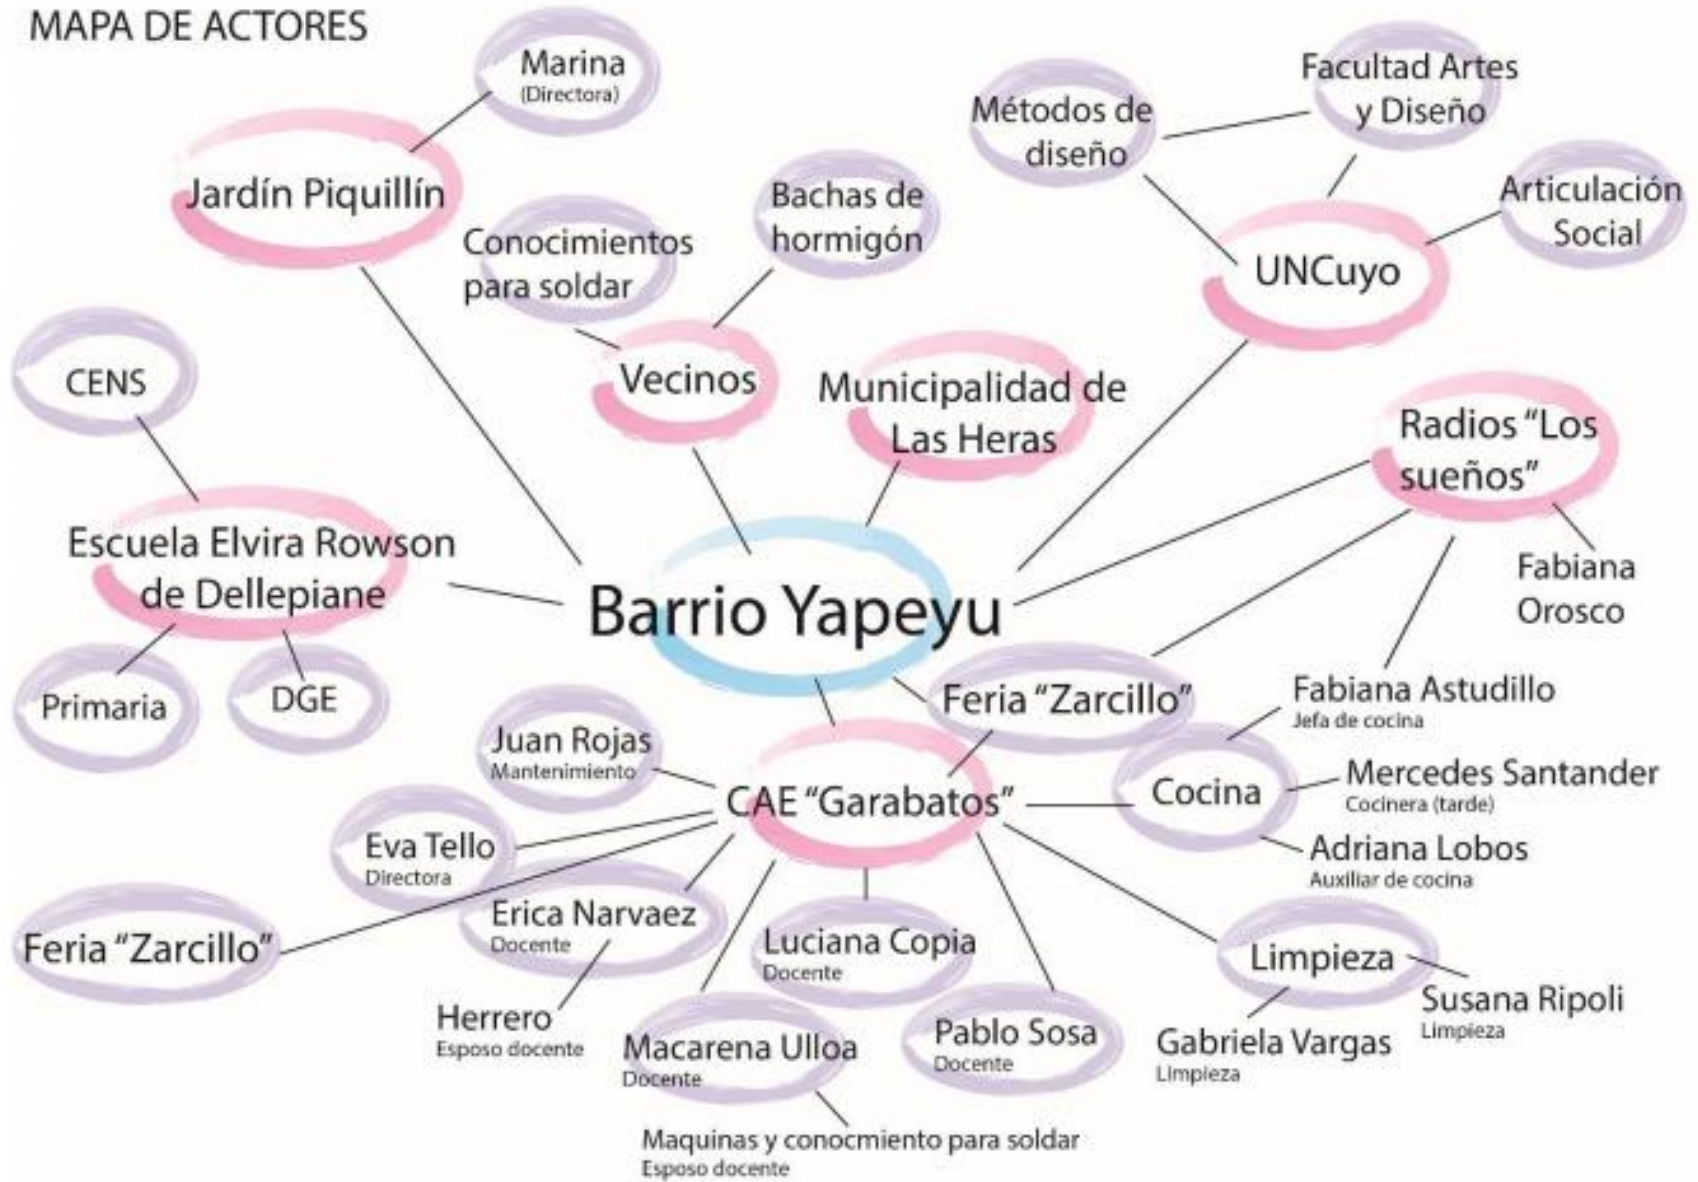 MAPA DE ACTORES
Marina
(Directora)
Jardín Piquillín
Métodos de
diseño
Facultad Artes
y Diseño
Articulación
Social
UNCuyo
Conocimientos
para soldar
Bachas de
hormigón
Vecinos
Municipalidad de
Las Heras
CENS
Radios “Los
sueños”
Fabiana
Orosco
Escuela Elvira Rowson
de Dellepiane
Primaria
DGE
Barrio Yapeyu
Feria “Zarcillo”
Fabiana Astudillo
Jefa de cocina
Juan Rojas
Mantenimiento
CAE “Garabatos”
Cocina
Mercedes Santander
Cocinera (tarde)
Adriana Lobos
Auxiliar de cocina
Eva Tello
Directora
Feria “Zarcillo”
Erica Narvaez
Docente
Herrero
Esposo docente
Luciana Copia
Docente
Macarena Ulloa
Docente
Maquinas y conocmiento para soldar
Esposo docente
Pablo Sosa
Docente
Limpieza
Susana Ripoli
Limpieza
Gabriela Vargas
Limpieza